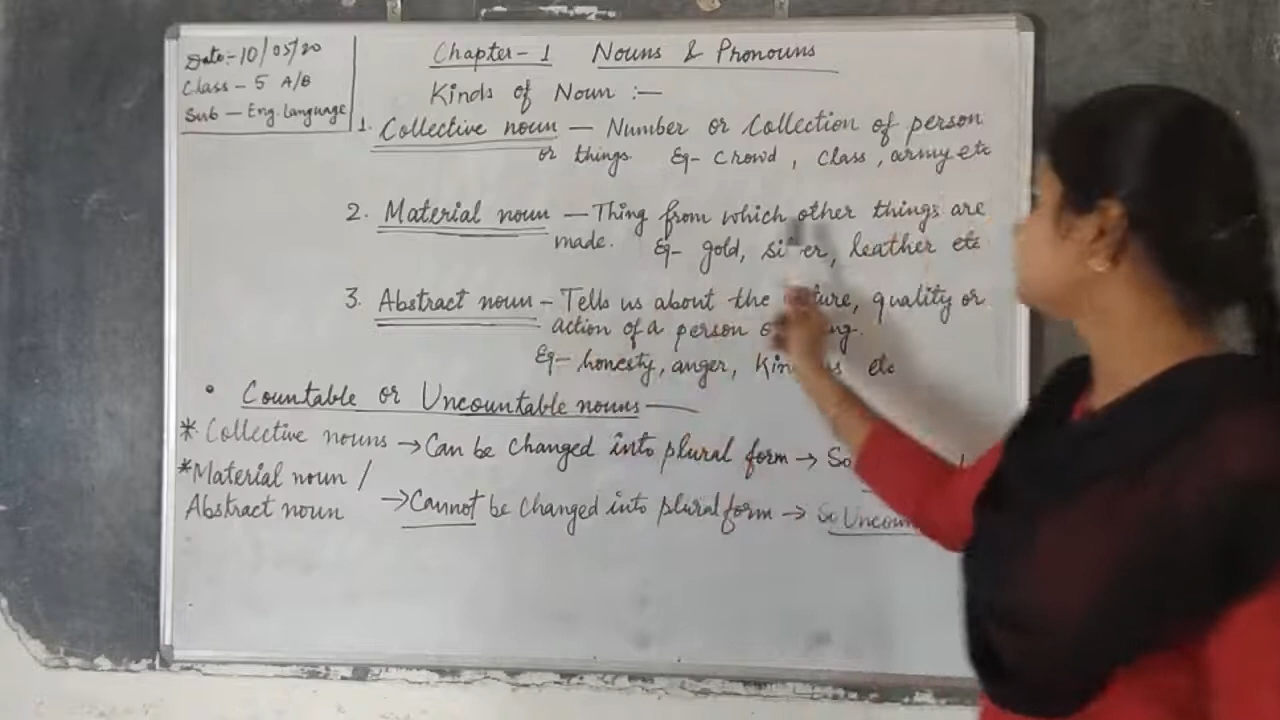 Date:- 10/05/20
Class - 5 A/B
Sub - Eng. Language
Chapter - 1 Nouns & Pronouns
Kinds of Noun :-
1. Collective noun - Number or Collection of person
or things Eg- Crowd, Class, army etc
2. Material noun - Thing from which other things are
made. Eg- gold, leather etc
3. Abstract noun - Tells us about the quality or
action of a person
Eg- honesty, anger, etc
• Countable or Uncountable nouns -
* Collective nouns → Can be changed into plural form → So
* Material noun /
Abstract noun → Cannot be changed into plural form → So